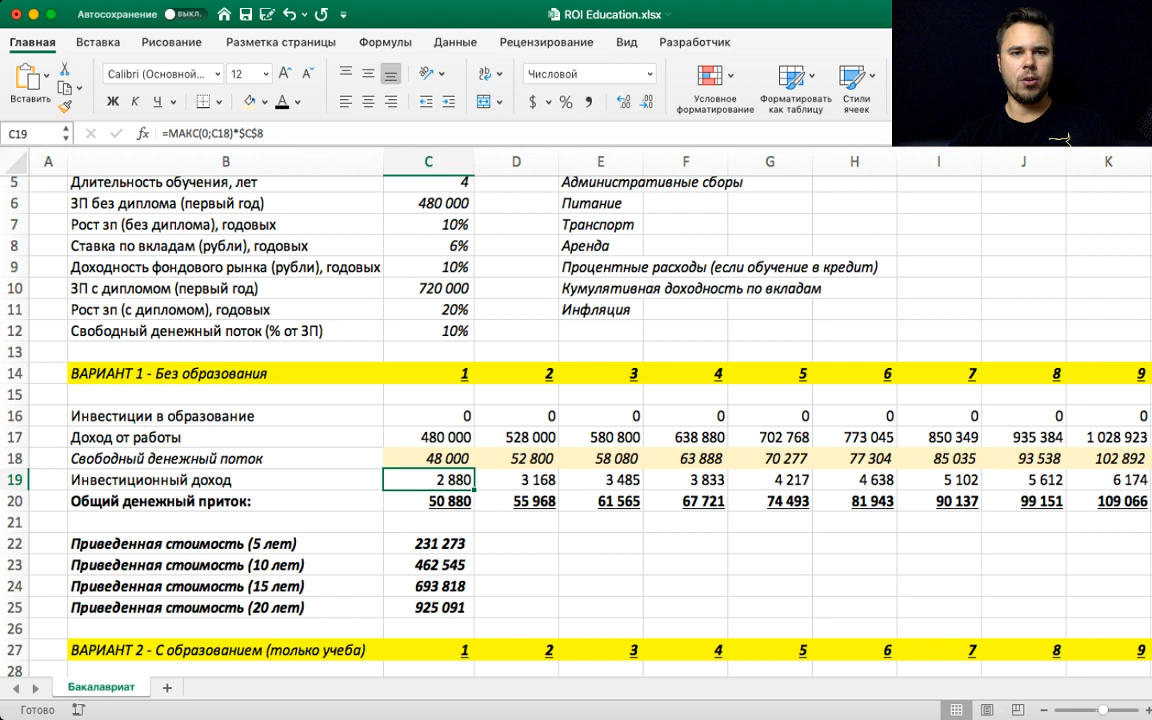 Автосохранение ВЫКЛ. ROI Education.xlsx
Главная Вставка Рисование Разметка страницы Формулы Данные Рецензирование Вид Разработчик
Вставить Calibri (Основной... 12 Числовой
Ж К Ч $ % Условное форматирование Форматировать как таблицу Стили ячеек
C19 fx =МАКС(0;C18)*$C$8
A B C D E F G H I J K
5 Длительность обучения, лет 4 Административные сборы
6 ЗП без диплома (первый год) 480 000 Питание
7 Рост зп (без диплома), годовых 10% Транспорт
8 Ставка по вкладам (рубли), годовых 6% Аренда
9 Доходность фондового рынка (рубли), годовых 10% Процентные расходы (если обучение в кредит)
10 ЗП с дипломом (первый год) 720 000 Кумулятивная доходность по вкладам
11 Рост зп (с дипломом), годовых 20% Инфляция
12 Свободный денежный поток (% от ЗП) 10%
13
14 ВАРИАНТ 1 - Без образования 1 2 3 4 5 6 7 8 9
15
16 Инвестиции в образование 0 0 0 0 0 0 0 0 0
17 Доход от работы 480 000 528 000 580 800 638 880 702 768 773 045 850 349 935 384 1 028 923
18 Свободный денежный поток 48 000 52 800 58 080 63 888 70 277 77 304 85 035 93 538 102 892
19 Инвестиционный доход 2 880 3 168 3 485 3 833 4 217 4 638 5 102 5 612 6 174
20 Общий денежный приток: 50 880 55 968 61 565 67 721 74 493 81 943 90 137 99 151 109 066
21
22 Приведенная стоимость (5 лет) 231 273
23 Приведенная стоимость (10 лет) 462 545
24 Приведенная стоимость (15 лет) 693 818
25 Приведенная стоимость (20 лет) 925 091
26
27 ВАРИАНТ 2 - С образованием (только учеба) 1 2 3 4 5 6 7 8 9
28
Бакалавриат +
Готово